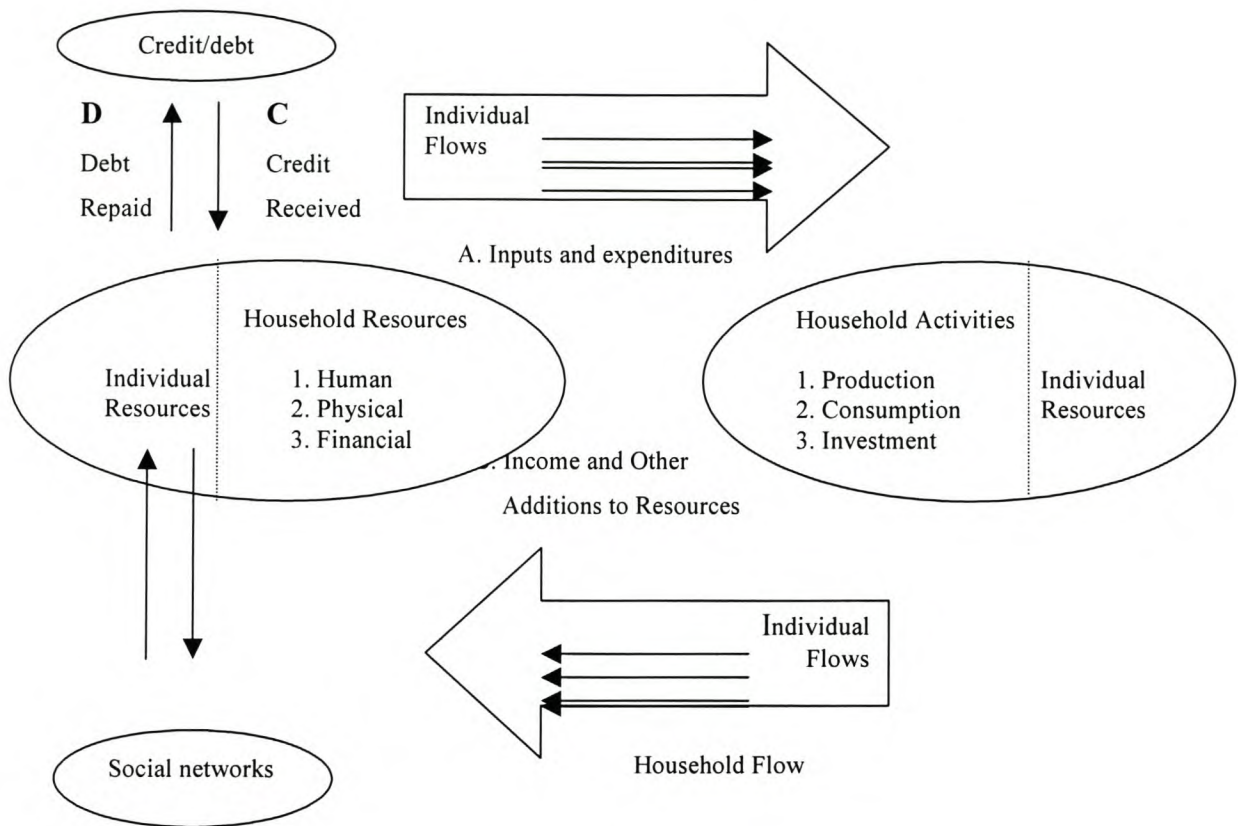 Credit/debt
D
Debt
Repaid
C
Credit
Received
Individual
Flows
A. Inputs and expenditures
Individual
Resources
Household Resources
1. Human
2. Physical
3. Financial
Household Activities
1. Production
2. Consumption
3. Investment
Individual
Resources
Income and Other
Additions to Resources
Individual
Flows
Household Flow
Social networks